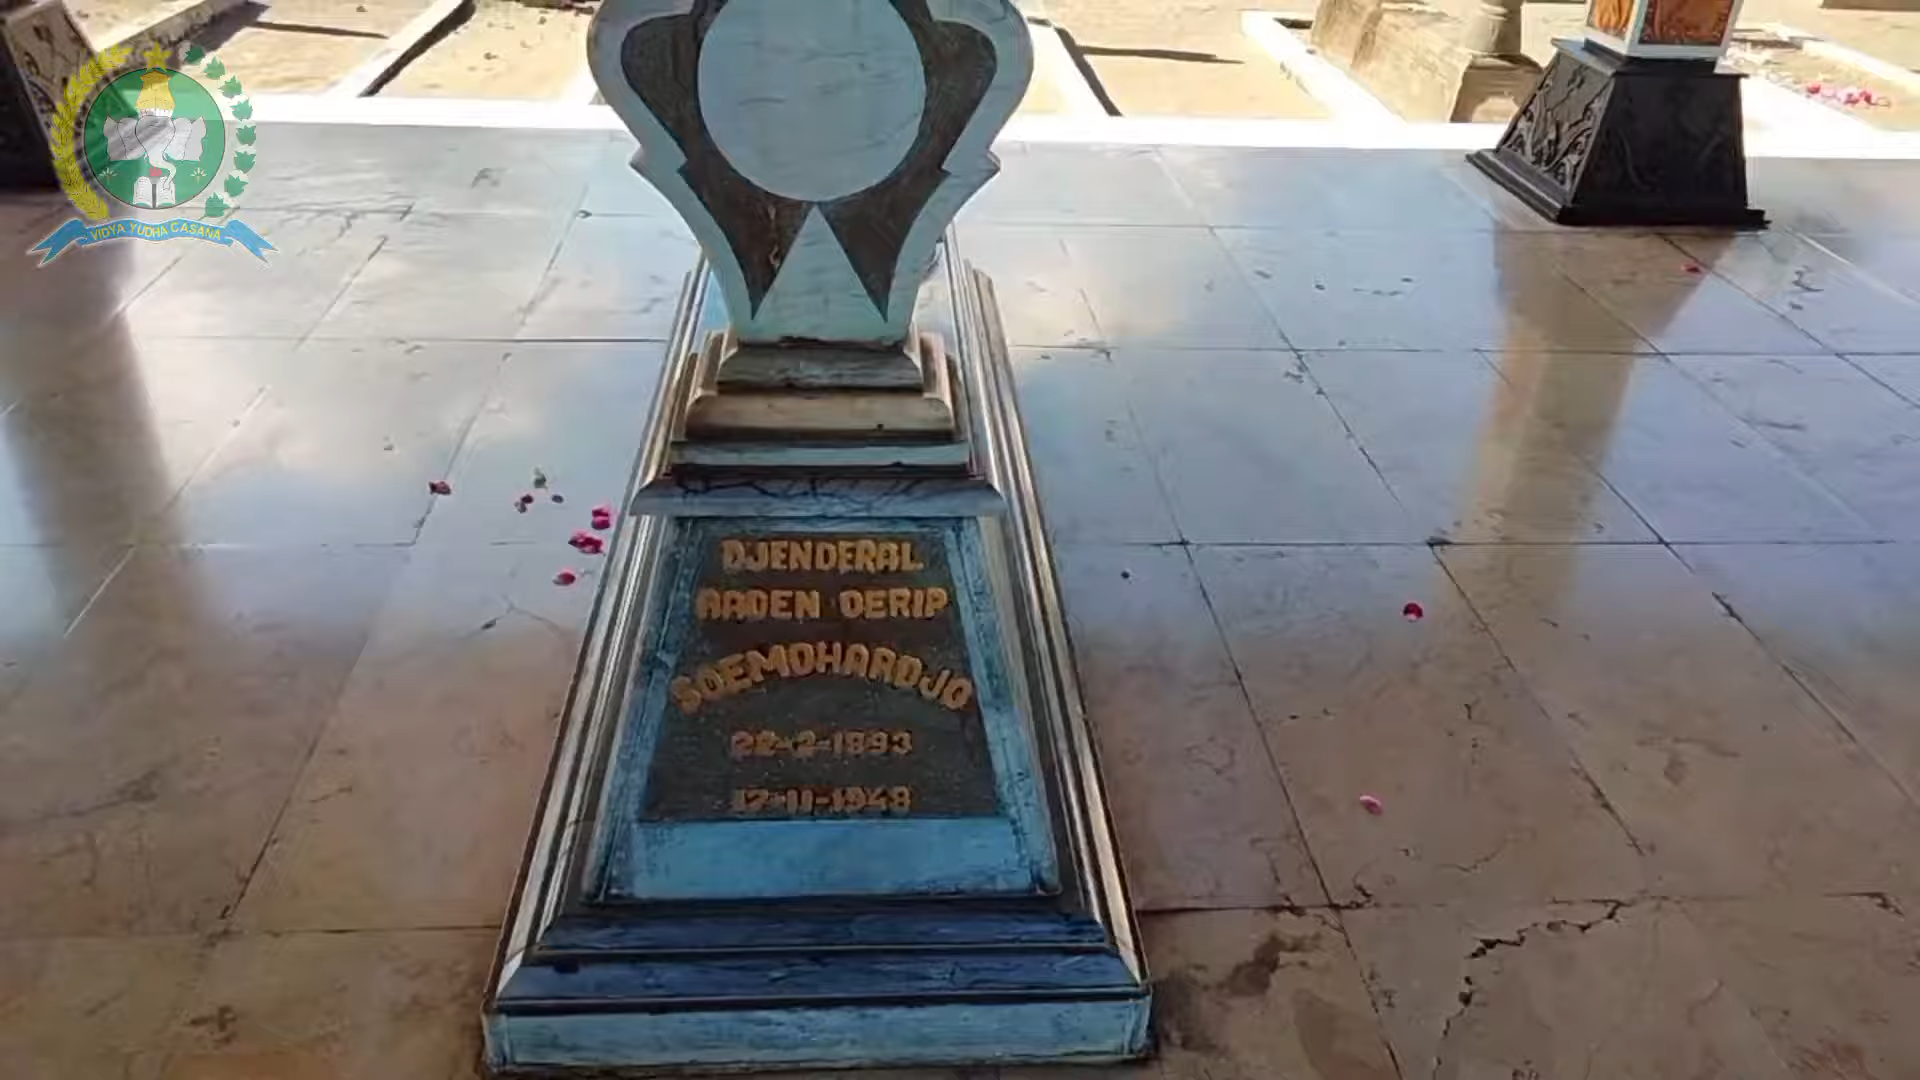 VIDYA YUDHA CASANA
DJENDERAL
RADEN OERIP
SOEMOHARDJO
22-2-1893
17-11-1948